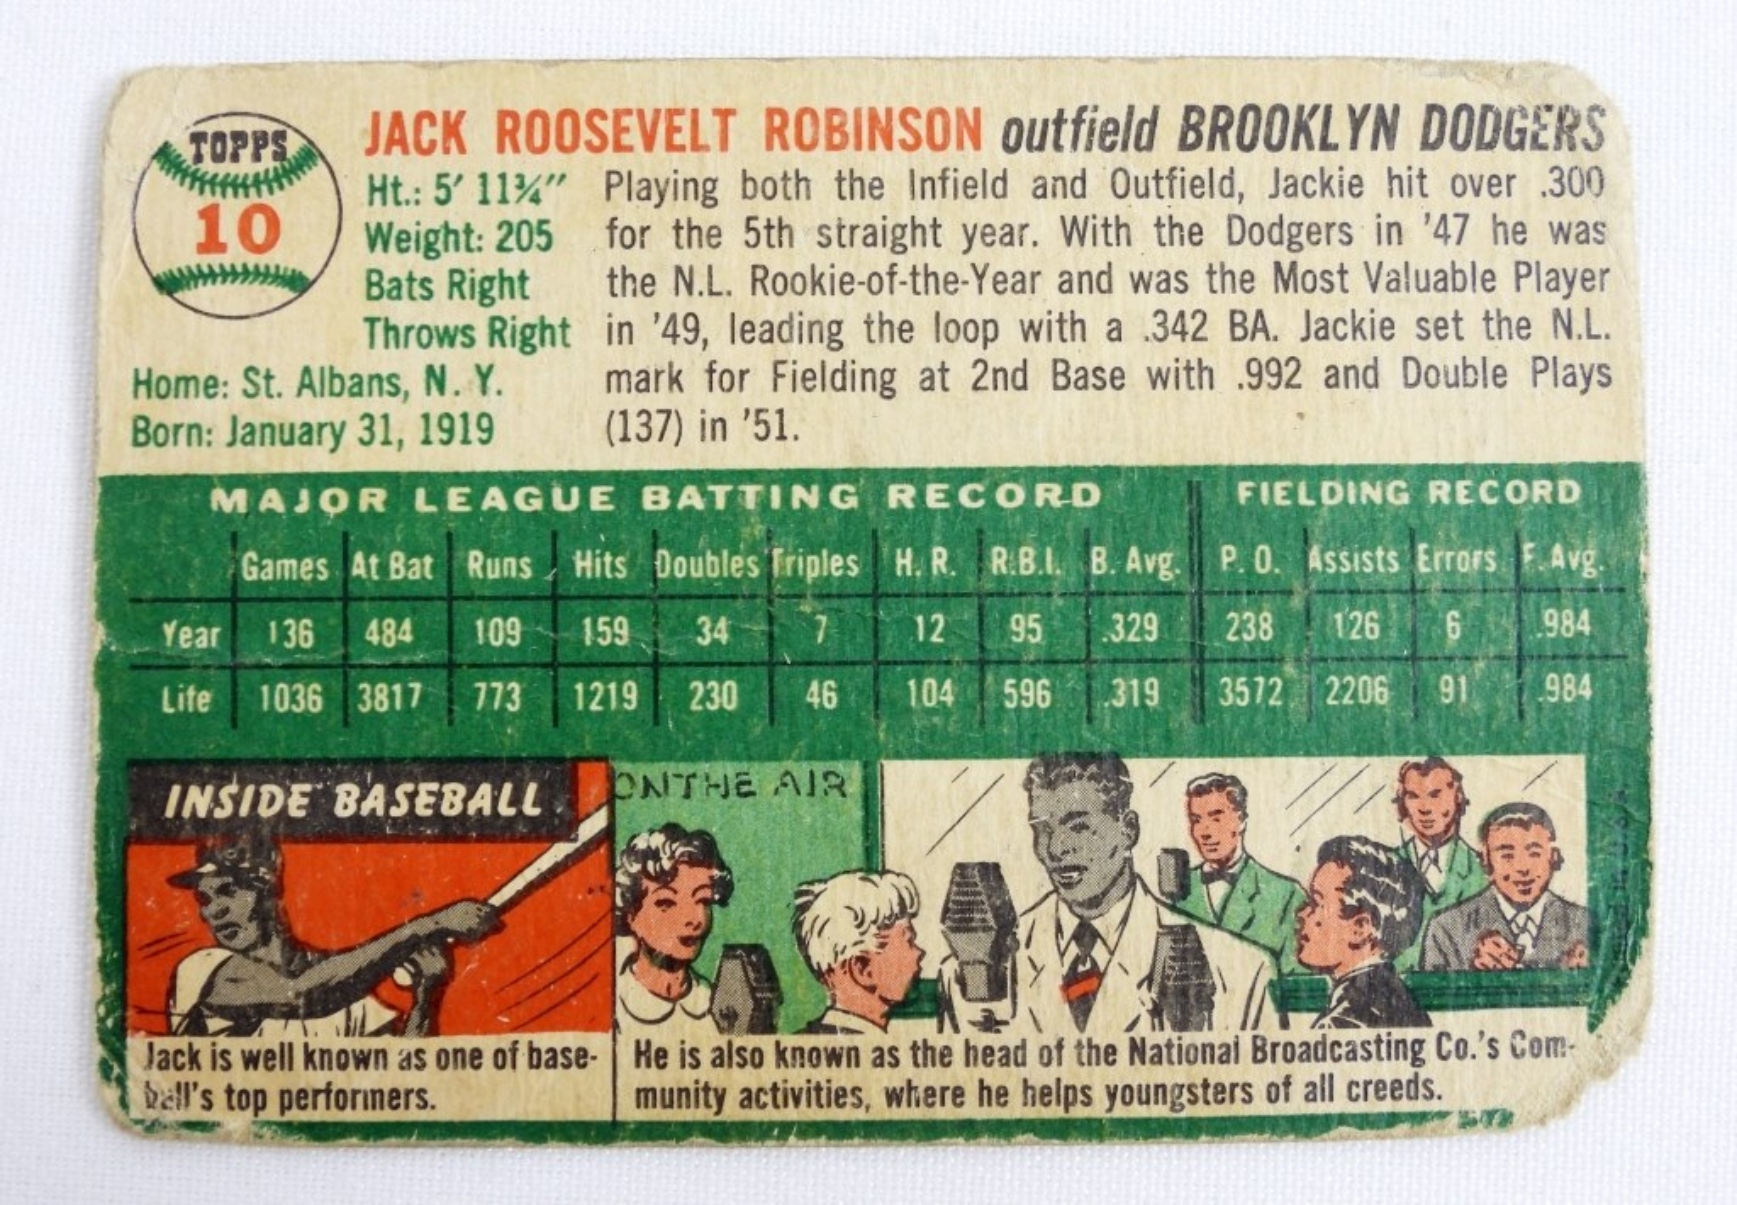 TOPPS
10
JACK ROOSEVELT ROBINSON outfield BROOKLYN DODGERS
Ht.: 5′ 11¾″
Weight: 205
Bats Right
Throws Right
Home: St. Albans, N. Y.
Born: January 31, 1919
Playing both the Infield and Outfield, Jackie hit over .300
for the 5th straight year. With the Dodgers in '47 he was
the N.L. Rookie-of-the-Year and was the Most Valuable Player
in '49, leading the loop with a .342 BA. Jackie set the N.L.
mark for Fielding at 2nd Base with .992 and Double Plays
(137) in '51.
MAJOR LEAGUE BATTING RECORD FIELDING RECORD
Games At Bat Runs Hits Doubles Triples H. R. R.B.I. B. Avg. P. O. Assists Errors F. Avg.
Year 136 484 109 159 34 7 12 95 .329 238 126 6 .984
Life 1036 3817 773 1219 230 46 104 596 .319 3572 2206 91 .984
INSIDE BASEBALL
ON THE AIR
Jack is well known as one of base-
ball's top performers.
He is also known as the head of the National Broadcasting Co.'s Com-
munity activities, where he helps youngsters of all creeds.